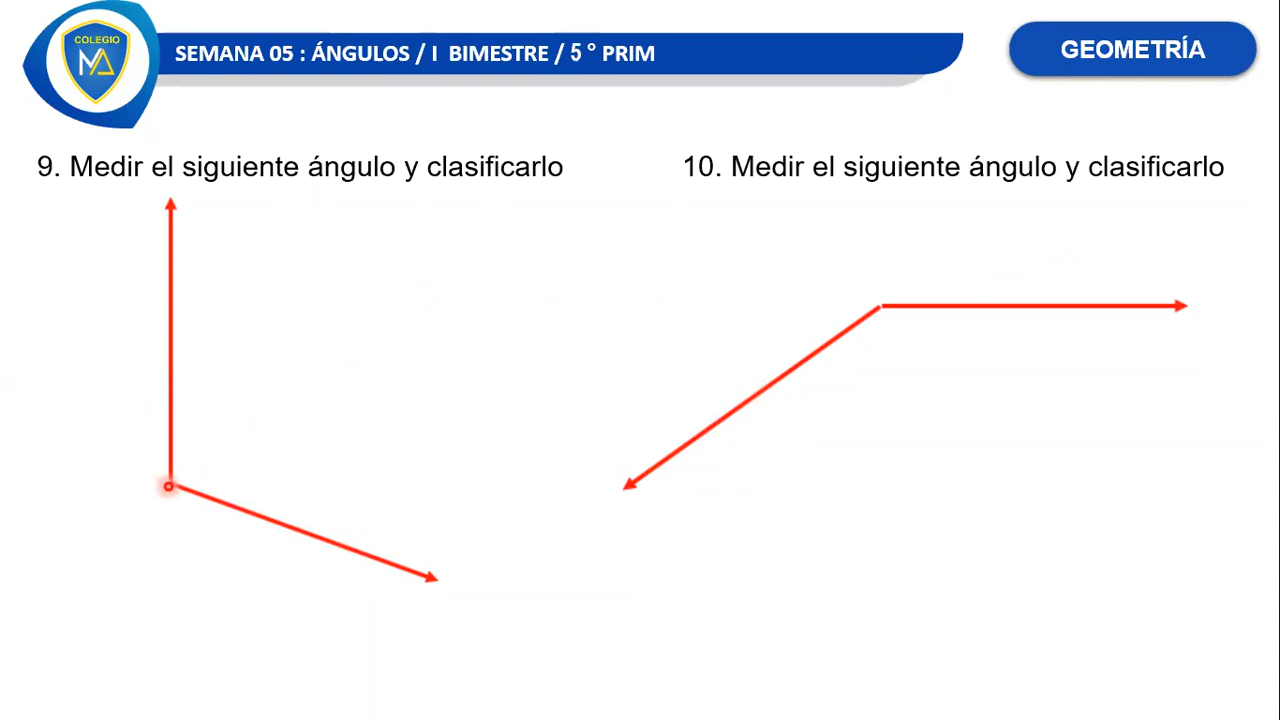 COLEGIO
MA
SEMANA 05 : ÁNGULOS / I BIMESTRE / 5 ° PRIM
GEOMETRÍA
9. Medir el siguiente ángulo y clasificarlo
10. Medir el siguiente ángulo y clasificarlo